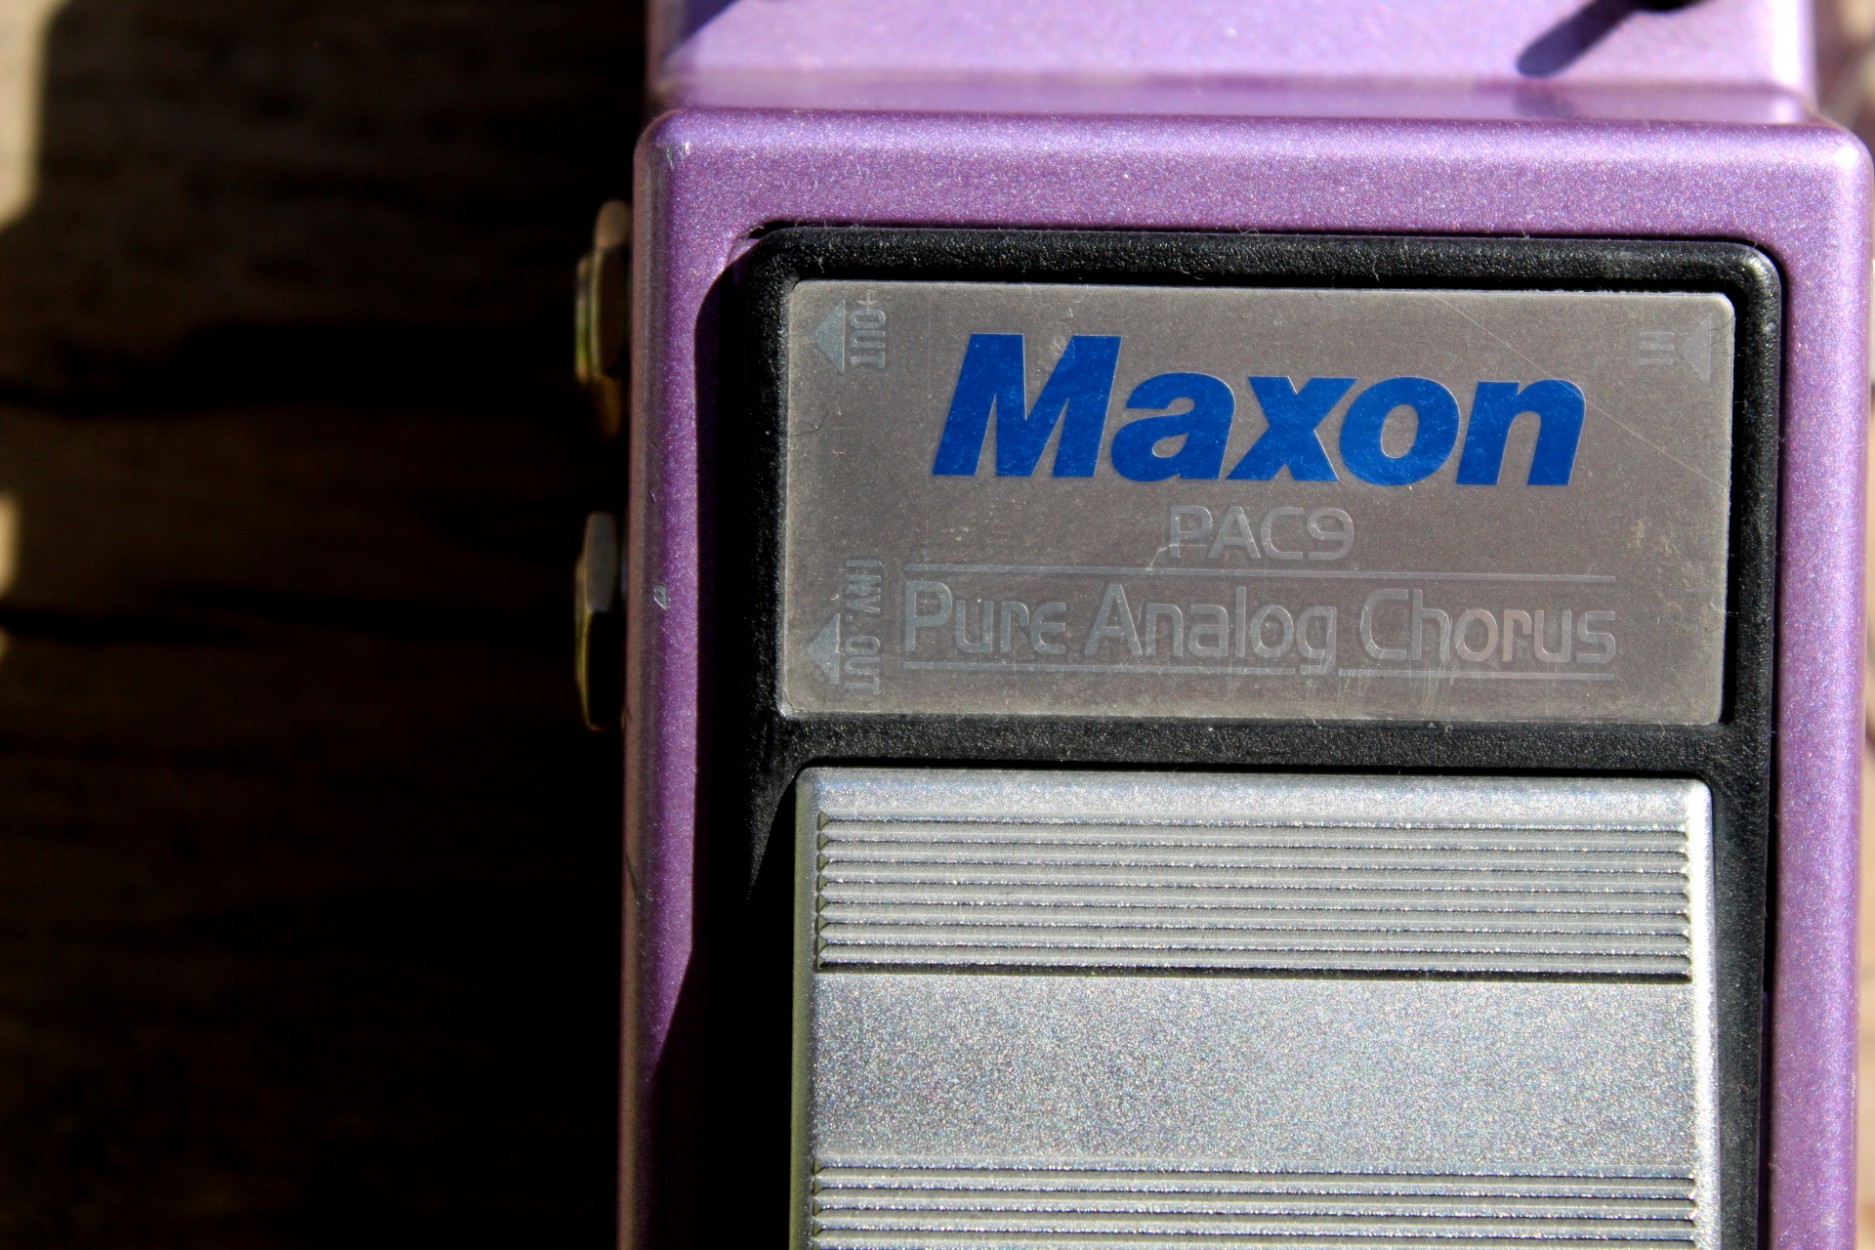 +OUT
IN
Maxon
PAC9
INV.OUT
Pure Analog Chorus